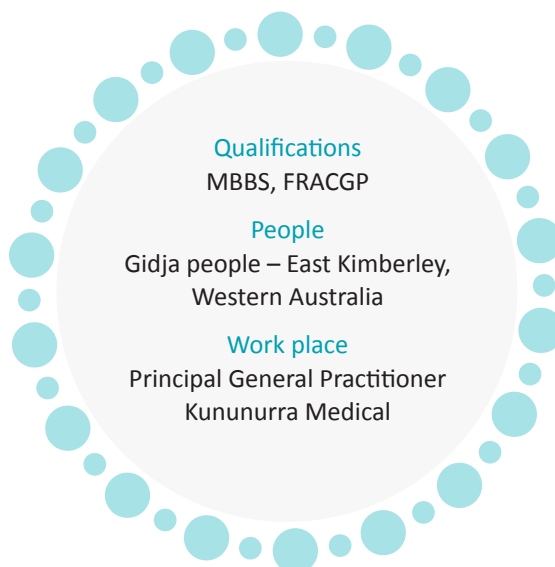 Qualifications
MBBS, FRACGP
People
Gidja people – East Kimberley,
Western Australia
Work place
Principal General Practitioner
Kununurra Medical